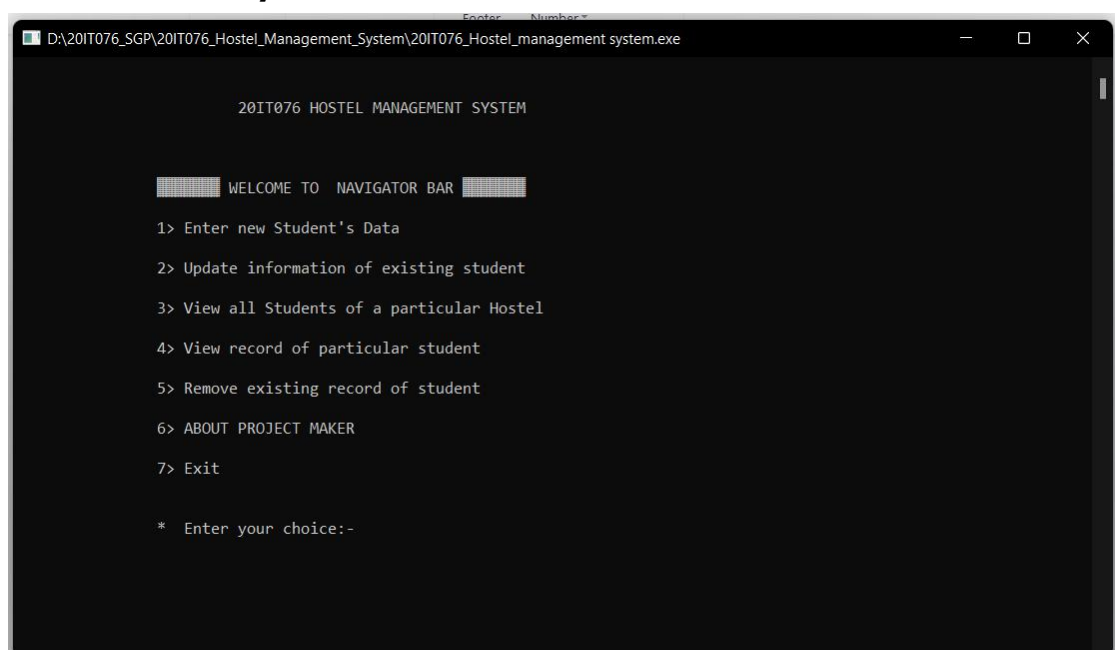 Footer Number
D:\20IT076_SGP\20IT076_Hostel_Management_System\20IT076_Hostel_management system.exe
20IT076 HOSTEL MANAGEMENT SYSTEM
WELCOME TO  NAVIGATOR BAR
1> Enter new Student's Data
2> Update information of existing student
3> View all Students of a particular Hostel
4> View record of particular student
5> Remove existing record of student
6> ABOUT PROJECT MAKER
7> Exit
*  Enter your choice:-